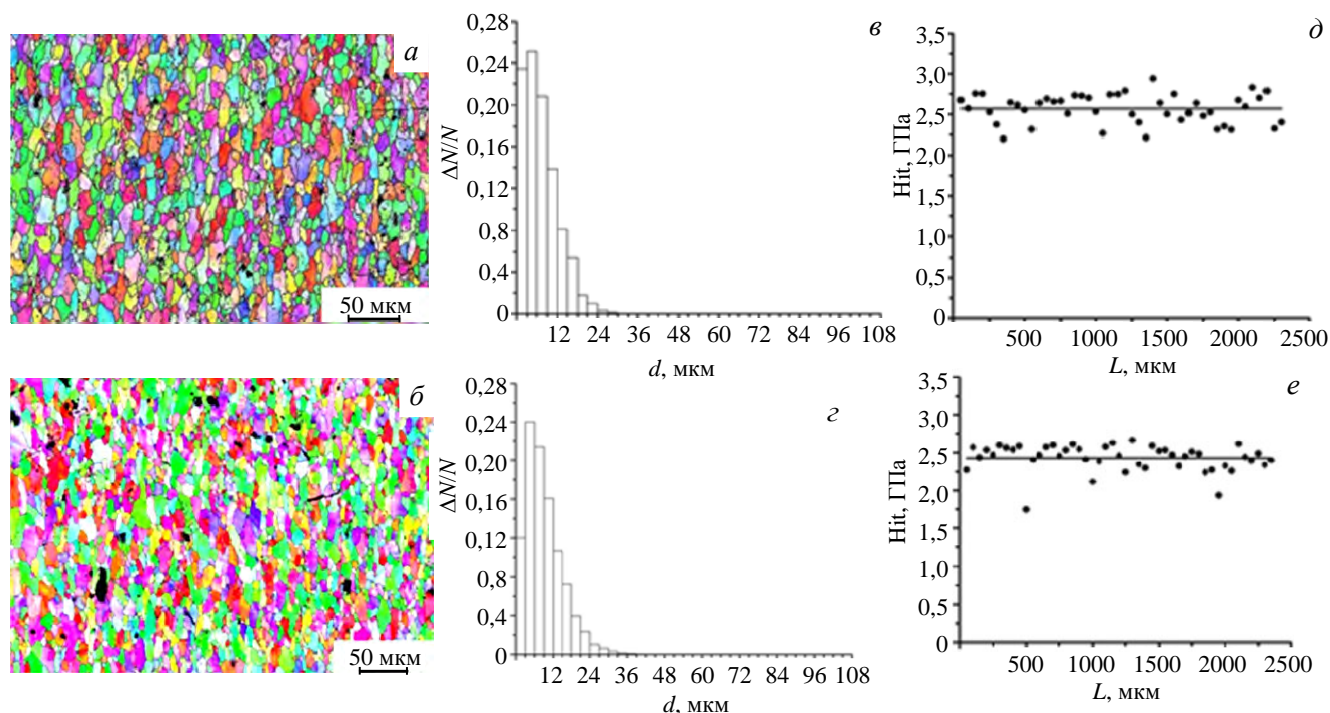 а
50 мкм
0,28
0,24
0,20
0,16
0,12
0,8
0,4
0
ΔN/N
12 24 36 48 60 72 84 96 108
d, мкм
в
3,5
3,0
2,5
2,0
1,5
1,0
0,5
0
Hit, ГПа
500 1000 1500 2000 2500
L, мкм
д
б
50 мкм
0,28
0,24
0,20
0,16
0,12
0,8
0,4
0
ΔN/N
12 24 36 48 60 72 84 96 108
d, мкм
г
3,5
3,0
2,5
2,0
1,5
1,0
0,5
0
Hit, ГПа
500 1000 1500 2000 2500
L, мкм
е